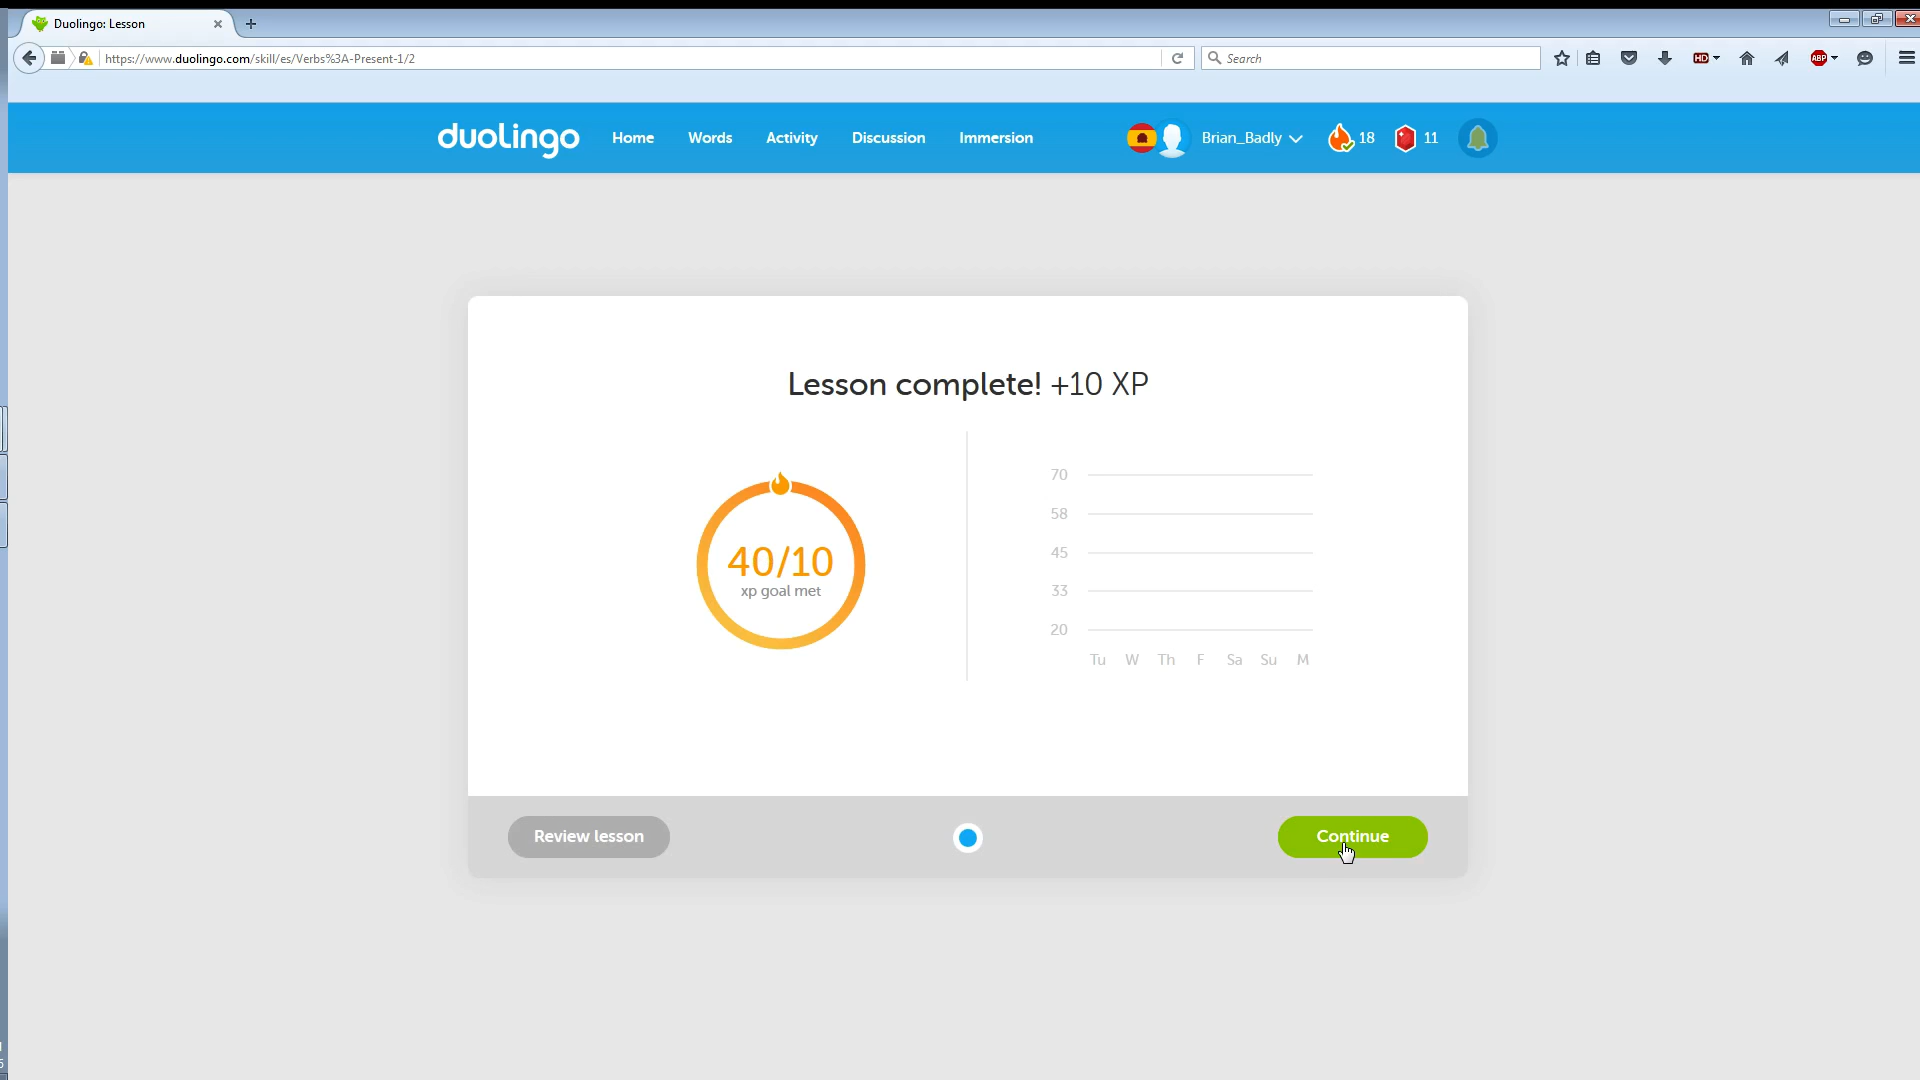 Duolingo: Lesson
https://www.duolingo.com/skill/es/Verbs%3A-Present-1/2
Search
HD
ABP
duolingo
Home
Words
Activity
Discussion
Immersion
Brian_Badly
18
11
Lesson complete! +10 XP
40/10
xp goal met
70
58
45
33
20
Tu W Th F Sa Su M
Review lesson
Continue